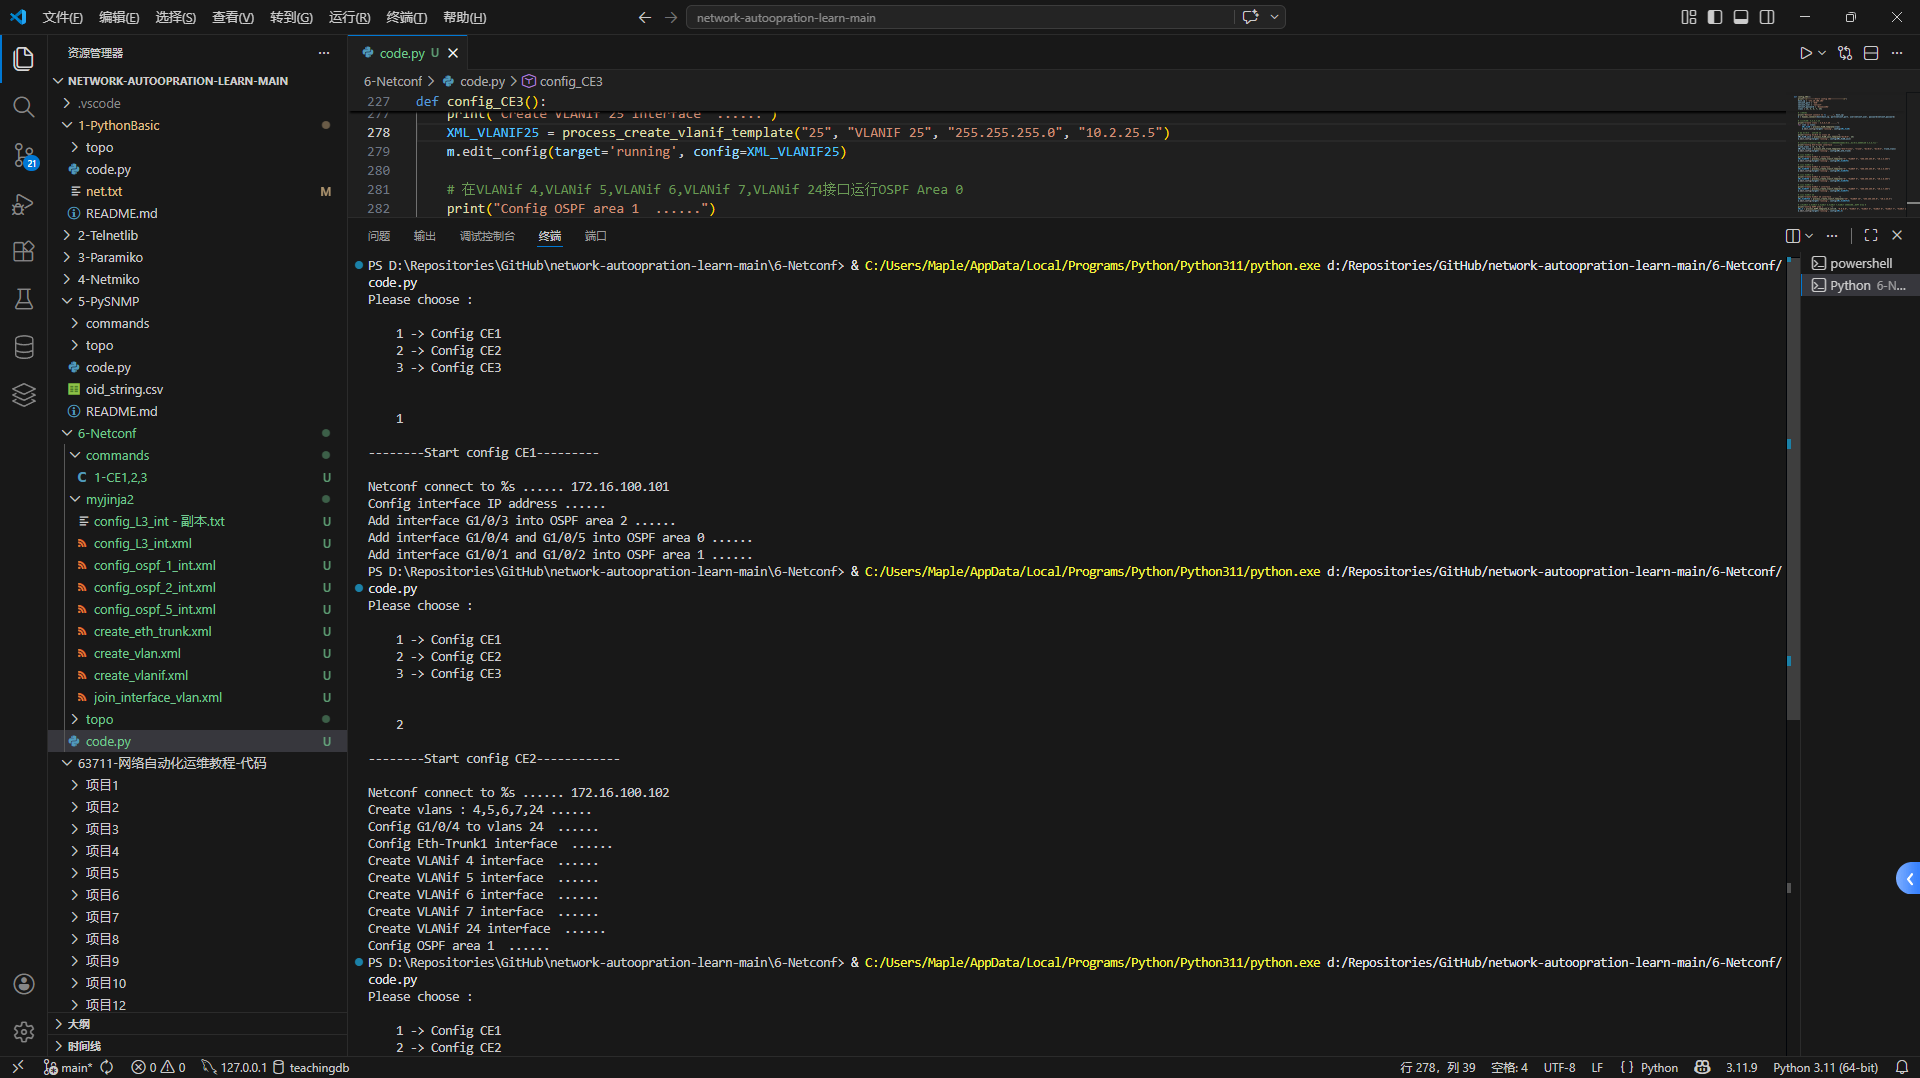 文件(F) 编辑(E) 选择(S) 查看(V) 转到(G) 运行(R) 终端(T) 帮助(H)
network-autoopration-learn-main
资源管理器
NETWORK-AUTOOPRATION-LEARN-MAIN
.vscode
1-PythonBasic
topo
code.py
net.txt M
README.md
2-Telnetlib
3-Paramiko
4-Netmiko
5-PySNMP
commands
topo
code.py
oid_string.csv
README.md
6-Netconf
commands
1-CE1,2,3 U
myjinja2
config_L3_int - 副本.txt U
config_L3_int.xml U
config_ospf_1_int.xml U
config_ospf_2_int.xml U
config_ospf_5_int.xml U
create_eth_trunk.xml U
create_vlan.xml U
create_vlanif.xml U
join_interface_vlan.xml U
topo
code.py U
63711-网络自动化运维教程-代码
项目1
项目2
项目3
项目4
项目5
项目6
项目7
项目8
项目9
项目10
项目12
大纲
时间线
21
code.py U
6-Netconf > code.py > config_CE3
227 def config_CE3():
277 print("Create VLANif 25 interface ......")
278 XML_VLANIF25 = process_create_vlanif_template("25", "VLANIF 25", "255.255.255.0", "10.2.25.5")
279 m.edit_config(target='running', config=XML_VLANIF25)
280
281 # 在VLANif 4,VLANif 5,VLANif 6,VLANif 7,VLANif 24接口运行OSPF Area 0
282 print("Config OSPF area 1 ......")
问题 输出 调试控制台 终端 端口
powershell
Python 6-N...
PS D:\Repositories\GitHub\network-autoopration-learn-main\6-Netconf> & C:/Users/Maple/AppData/Local/Programs/Python/Python311/python.exe d:/Repositories/GitHub/network-autoopration-learn-main/6-Netconf/
code.py
Please choose :
1 -> Config CE1
2 -> Config CE2
3 -> Config CE3
1
--------Start config CE1---------
Netconf connect to %s ...... 172.16.100.101
Config interface IP address ......
Add interface G1/0/3 into OSPF area 2 ......
Add interface G1/0/4 and G1/0/5 into OSPF area 0 ......
Add interface G1/0/1 and G1/0/2 into OSPF area 1 ......
PS D:\Repositories\GitHub\network-autoopration-learn-main\6-Netconf> & C:/Users/Maple/AppData/Local/Programs/Python/Python311/python.exe d:/Repositories/GitHub/network-autoopration-learn-main/6-Netconf/
code.py
Please choose :
1 -> Config CE1
2 -> Config CE2
3 -> Config CE3
2
--------Start config CE2------------
Netconf connect to %s ...... 172.16.100.102
Create vlans : 4,5,6,7,24 ......
Config G1/0/4 to vlans 24 ......
Config Eth-Trunk1 interface ......
Create VLANif 4 interface ......
Create VLANif 5 interface ......
Create VLANif 6 interface ......
Create VLANif 7 interface ......
Create VLANif 24 interface ......
Config OSPF area 1 ......
PS D:\Repositories\GitHub\network-autoopration-learn-main\6-Netconf> & C:/Users/Maple/AppData/Local/Programs/Python/Python311/python.exe d:/Repositories/GitHub/network-autoopration-learn-main/6-Netconf/
code.py
Please choose :
1 -> Config CE1
2 -> Config CE2
main* 0 0 127.0.0.1 teachingdb
行 278, 列 39 空格: 4 UTF-8 LF {} Python 3.11.9 Python 3.11 (64-bit)